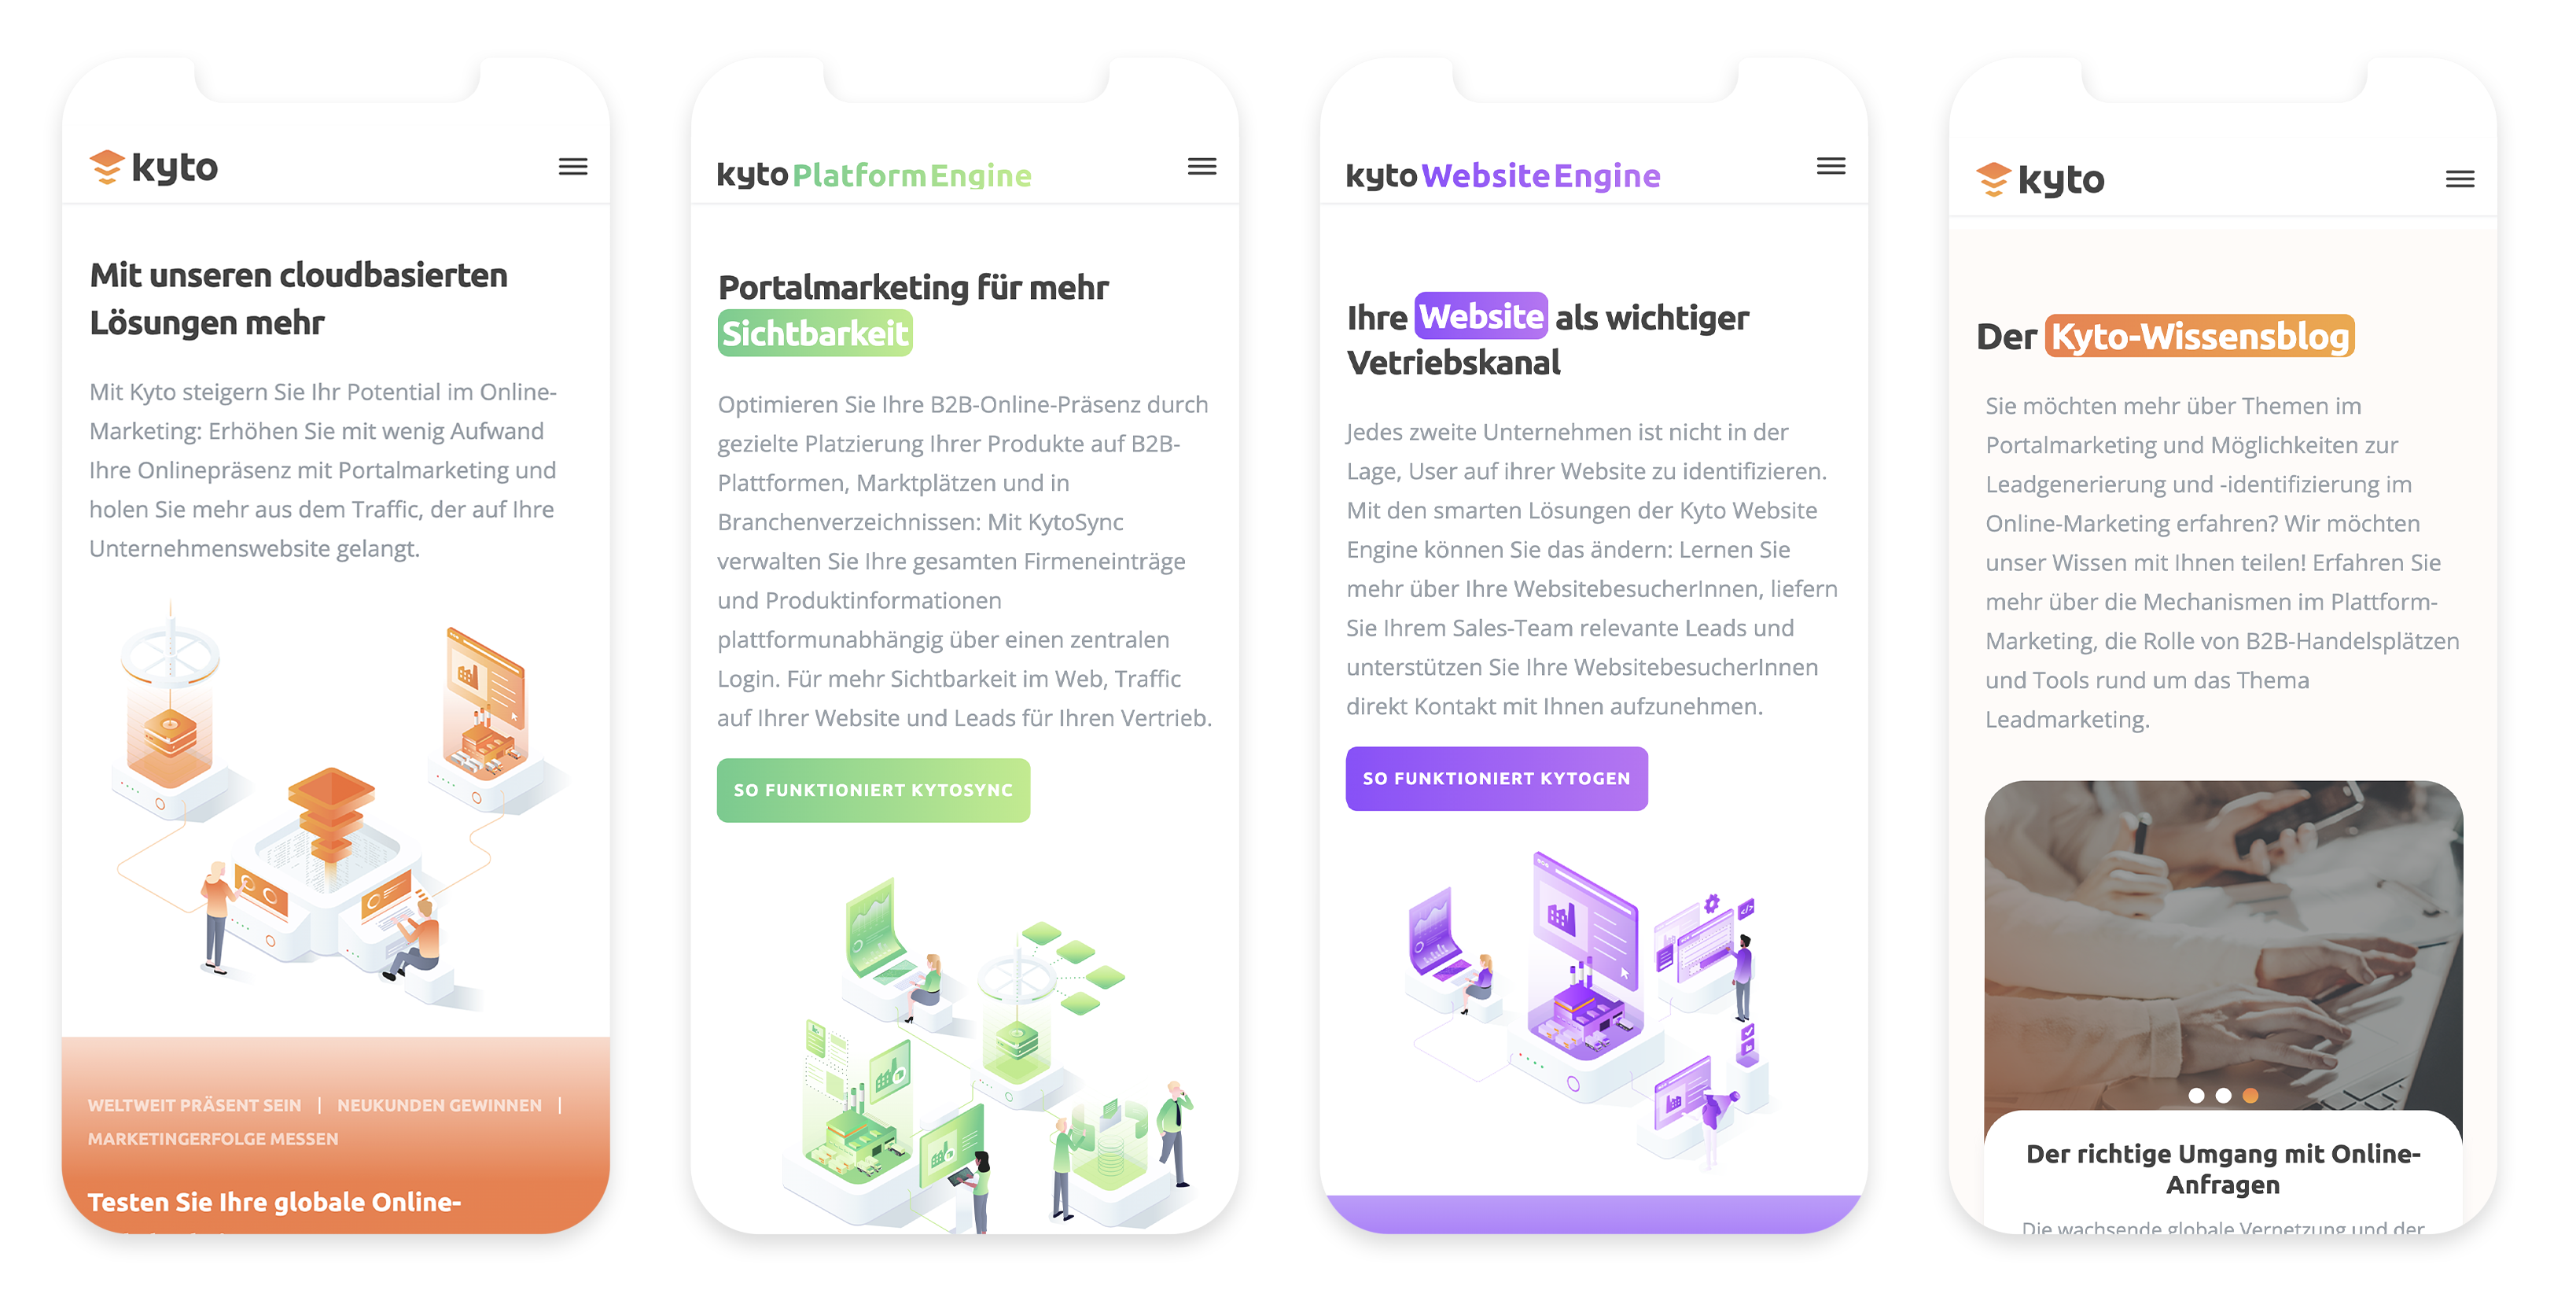 kyto
Mit unseren cloudbasierten
Lösungen mehr
Mit Kyto steigern Sie Ihr Potential im Online-
Marketing: Erhöhen Sie mit wenig Aufwand
Ihre Onlinepräsenz mit Portalmarketing und
holen Sie mehr aus dem Traffic, der auf Ihre
Unternehmenswebsite gelangt.
WELTWEIT PRÄSENT SEIN | NEUKUNDEN GEWINNEN |
MARKETINGERFOLGE MESSEN
Testen Sie Ihre globale Online-
kyto Platform Engine
Portalmarketing für mehr
Sichtbarkeit
Optimieren Sie Ihre B2B-Online-Präsenz durch
gezielte Platzierung Ihrer Produkte auf B2B-
Plattformen, Marktplätzen und in
Branchenverzeichnissen: Mit KytoSync
verwalten Sie Ihre gesamten Firmeneinträge
und Produktinformationen
plattformunabhängig über einen zentralen
Login. Für mehr Sichtbarkeit im Web, Traffic
auf Ihrer Website und Leads für Ihren Vertrieb.
SO FUNKTIONIERT KYTOSYNC
kyto Website Engine
Ihre Website als wichtiger
Vetriebskanal
Jedes zweite Unternehmen ist nicht in der
Lage, User auf ihrer Website zu identifizieren.
Mit den smarten Lösungen der Kyto Website
Engine können Sie das ändern: Lernen Sie
mehr über Ihre WebsitebesucherInnen, liefern
Sie Ihrem Sales-Team relevante Leads und
unterstützen Sie Ihre WebsitebesucherInnen
direkt Kontakt mit Ihnen aufzunehmen.
SO FUNKTIONIERT KYTOGEN
kyto
Der Kyto-Wissensblog
Sie möchten mehr über Themen im
Portalmarketing und Möglichkeiten zur
Leadgenerierung und -identifizierung im
Online-Marketing erfahren? Wir möchten
unser Wissen mit Ihnen teilen! Erfahren Sie
mehr über die Mechanismen im Plattform-
Marketing, die Rolle von B2B-Handelsplätzen
und Tools rund um das Thema
Leadmarketing.
Der richtige Umgang mit Online-
Anfragen
Die wachsende globale Vernetzung und der